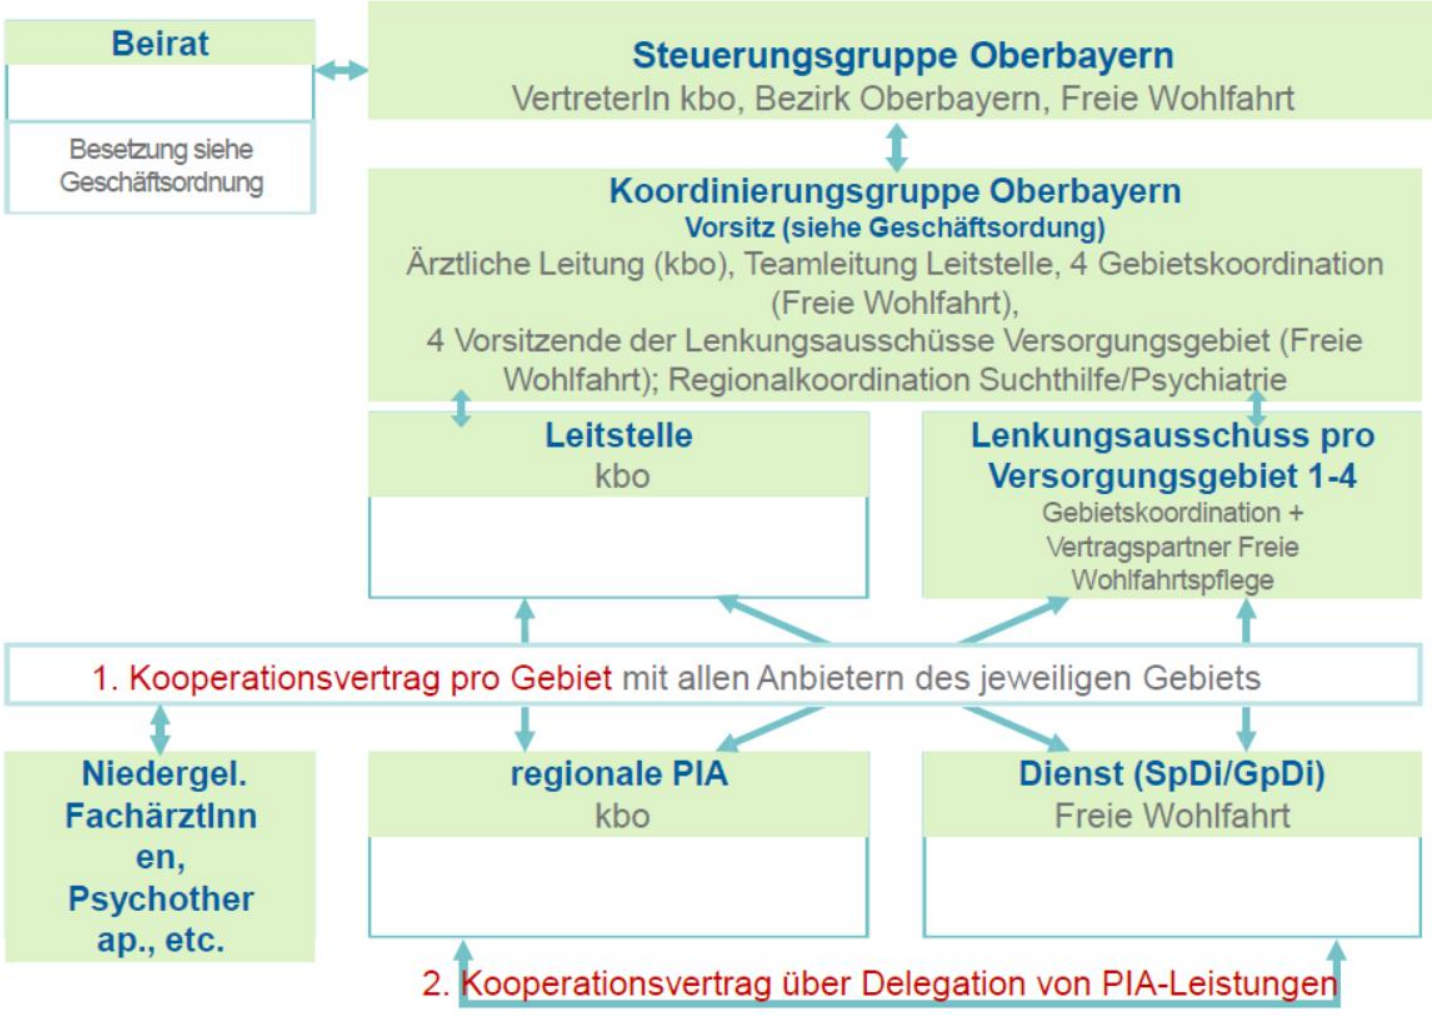 Beirat
Besetzung siehe
Geschäftsordnung
Steuerungsgruppe Oberbayern
VertreterIn kbo, Bezirk Oberbayern, Freie Wohlfahrt
Koordinierungsgruppe Oberbayern
Vorsitz (siehe Geschäftsordung)
Ärztliche Leitung (kbo), Teamleitung Leitstelle, 4 Gebietskoordination
(Freie Wohlfahrt),
4 Vorsitzende der Lenkungsausschüsse Versorgungsgebiet (Freie
Wohlfahrt); Regionalkoordination Suchthilfe/Psychiatrie
Leitstelle
kbo
Lenkungsausschuss pro
Versorgungsgebiet 1-4
Gebietskoordination +
Vertragspartner Freie
Wohlfahrtspflege
1. Kooperationsvertrag pro Gebiet mit allen Anbietern des jeweiligen Gebiets
Niedergel.
FachärztInn
en,
Psychother
ap., etc.
regionale PIA
kbo
Dienst (SpDi/GpDi)
Freie Wohlfahrt
2. Kooperationsvertrag über Delegation von PIA-Leistungen